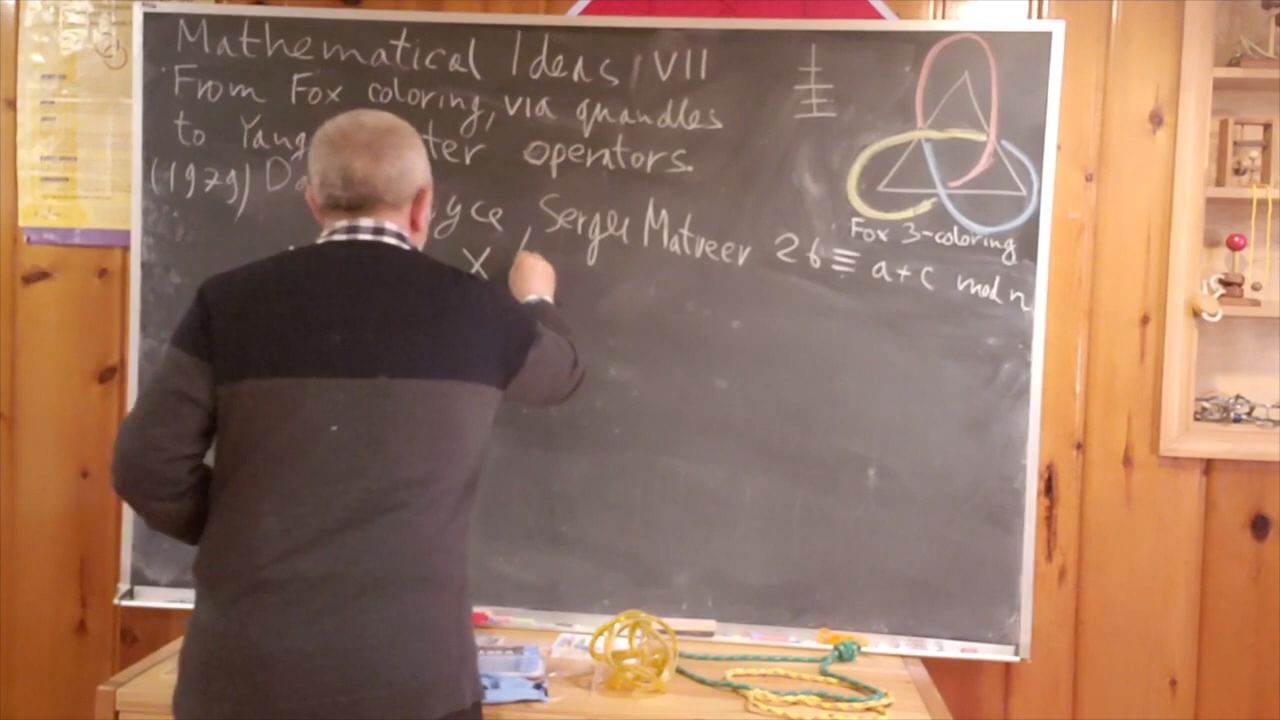 Mathematical Ideas VII
From Fox coloring, via quandles
to Yang ter operators.
(1979) Da yce Sergei Matveev
X
Fox 3-coloring
2b ≡ a+c mod n